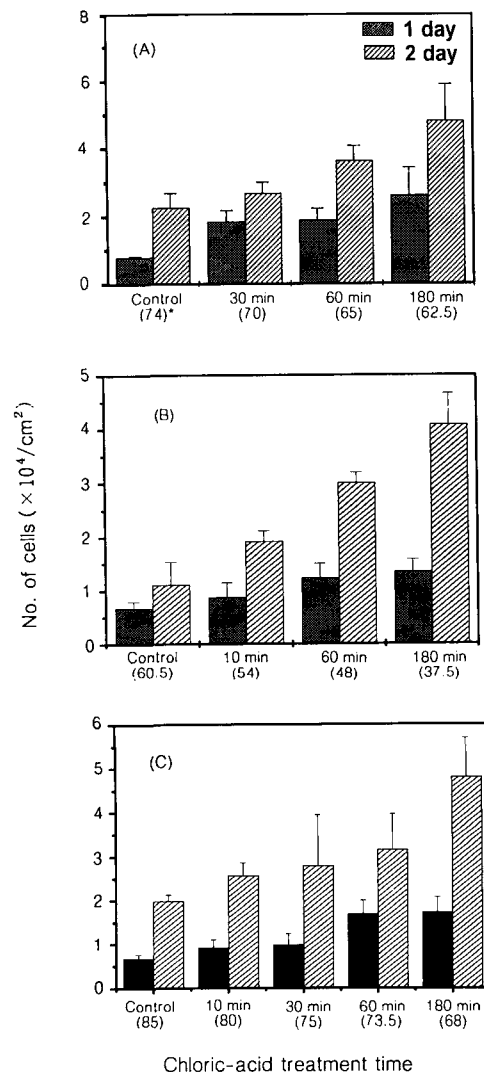 8
6
4
2
0
(A)
1 day
2 day
Control 30 min 60 min 180 min
(74)* (70) (65) (62.5)
No. of cells (×10⁴/cm²)
5
4
3
2
1
0
(B)
Control 10 min 60 min 180 min
(60.5) (54) (48) (37.5)
6
5
4
3
2
1
0
(C)
Control 10 min 30 min 60 min 180 min
(85) (80) (75) (73.5) (68)
Chloric-acid treatment time